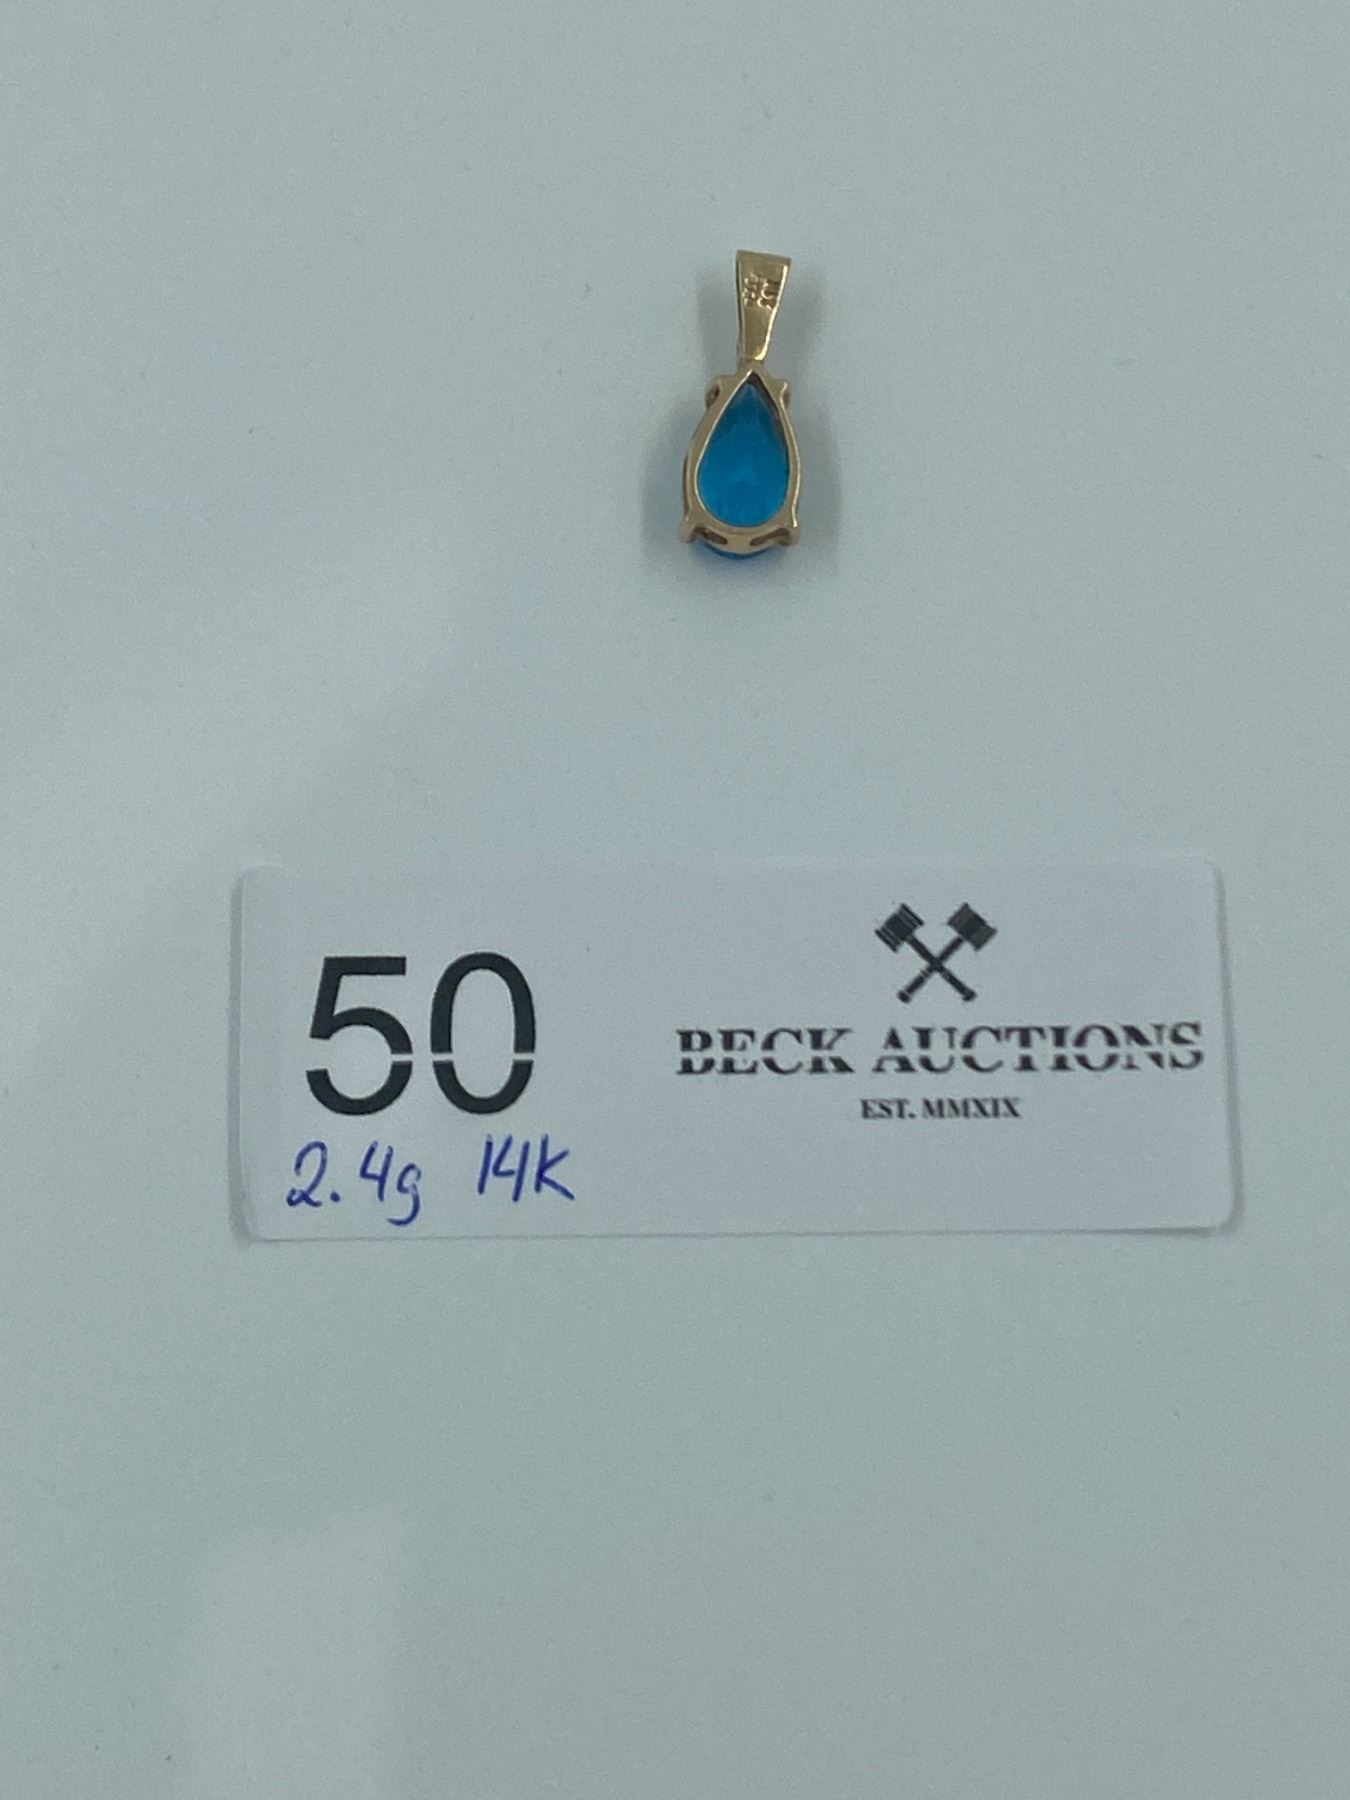 50
2.4g 14K
BECK AUCTIONS
EST. MMXIX